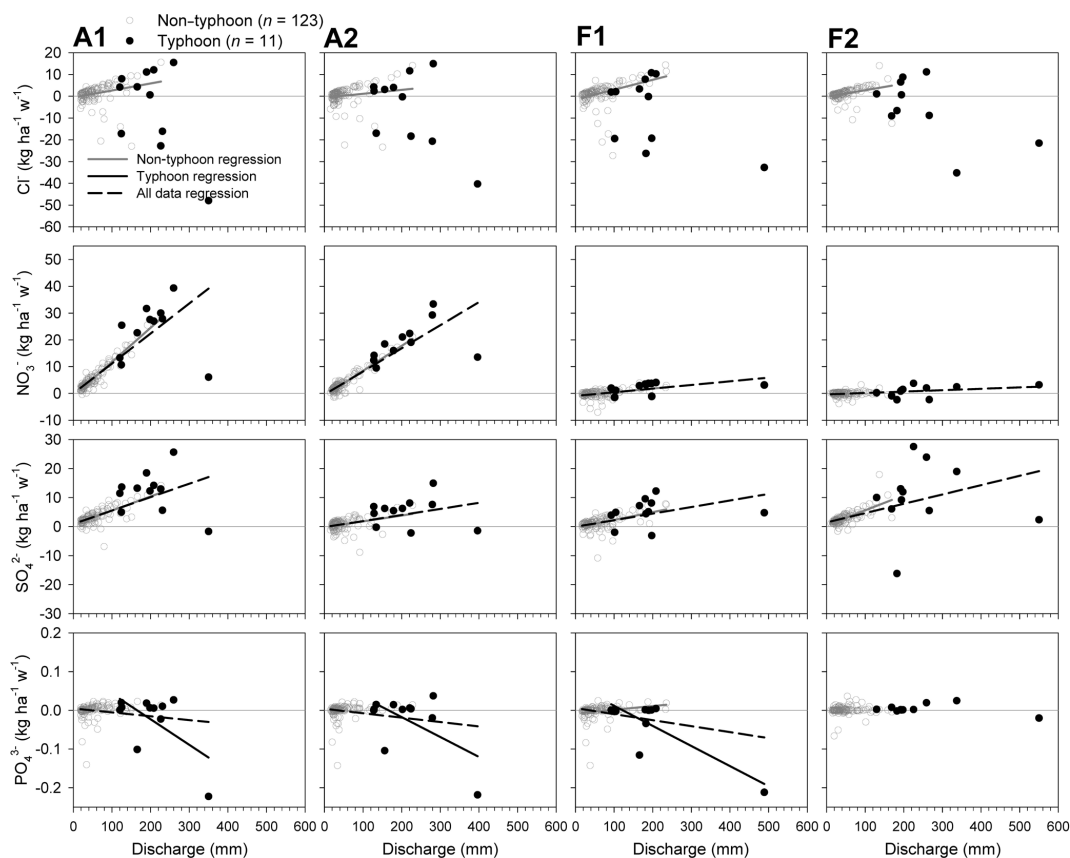 Non-typhoon (n = 123)
Typhoon (n = 11)
A1 A2 F1 F2
20
10
0
-10
-20
-30
-40
-50
-60
Cl⁻ (kg ha⁻¹ w⁻¹)
Non-typhoon regression
Typhoon regression
All data regression
50
40
30
20
10
0
-10
NO₃⁻ (kg ha⁻¹ w⁻¹)
30
20
10
0
-10
-20
-30
SO₄²⁻ (kg ha⁻¹ w⁻¹)
0.2
0.1
0.0
-0.1
-0.2
PO₄³⁻ (kg ha⁻¹ w⁻¹)
0 100 200 300 400 500 600 0 100 200 300 400 500 600 0 100 200 300 400 500 600 0 100 200 300 400 500 600
Discharge (mm) Discharge (mm) Discharge (mm) Discharge (mm)